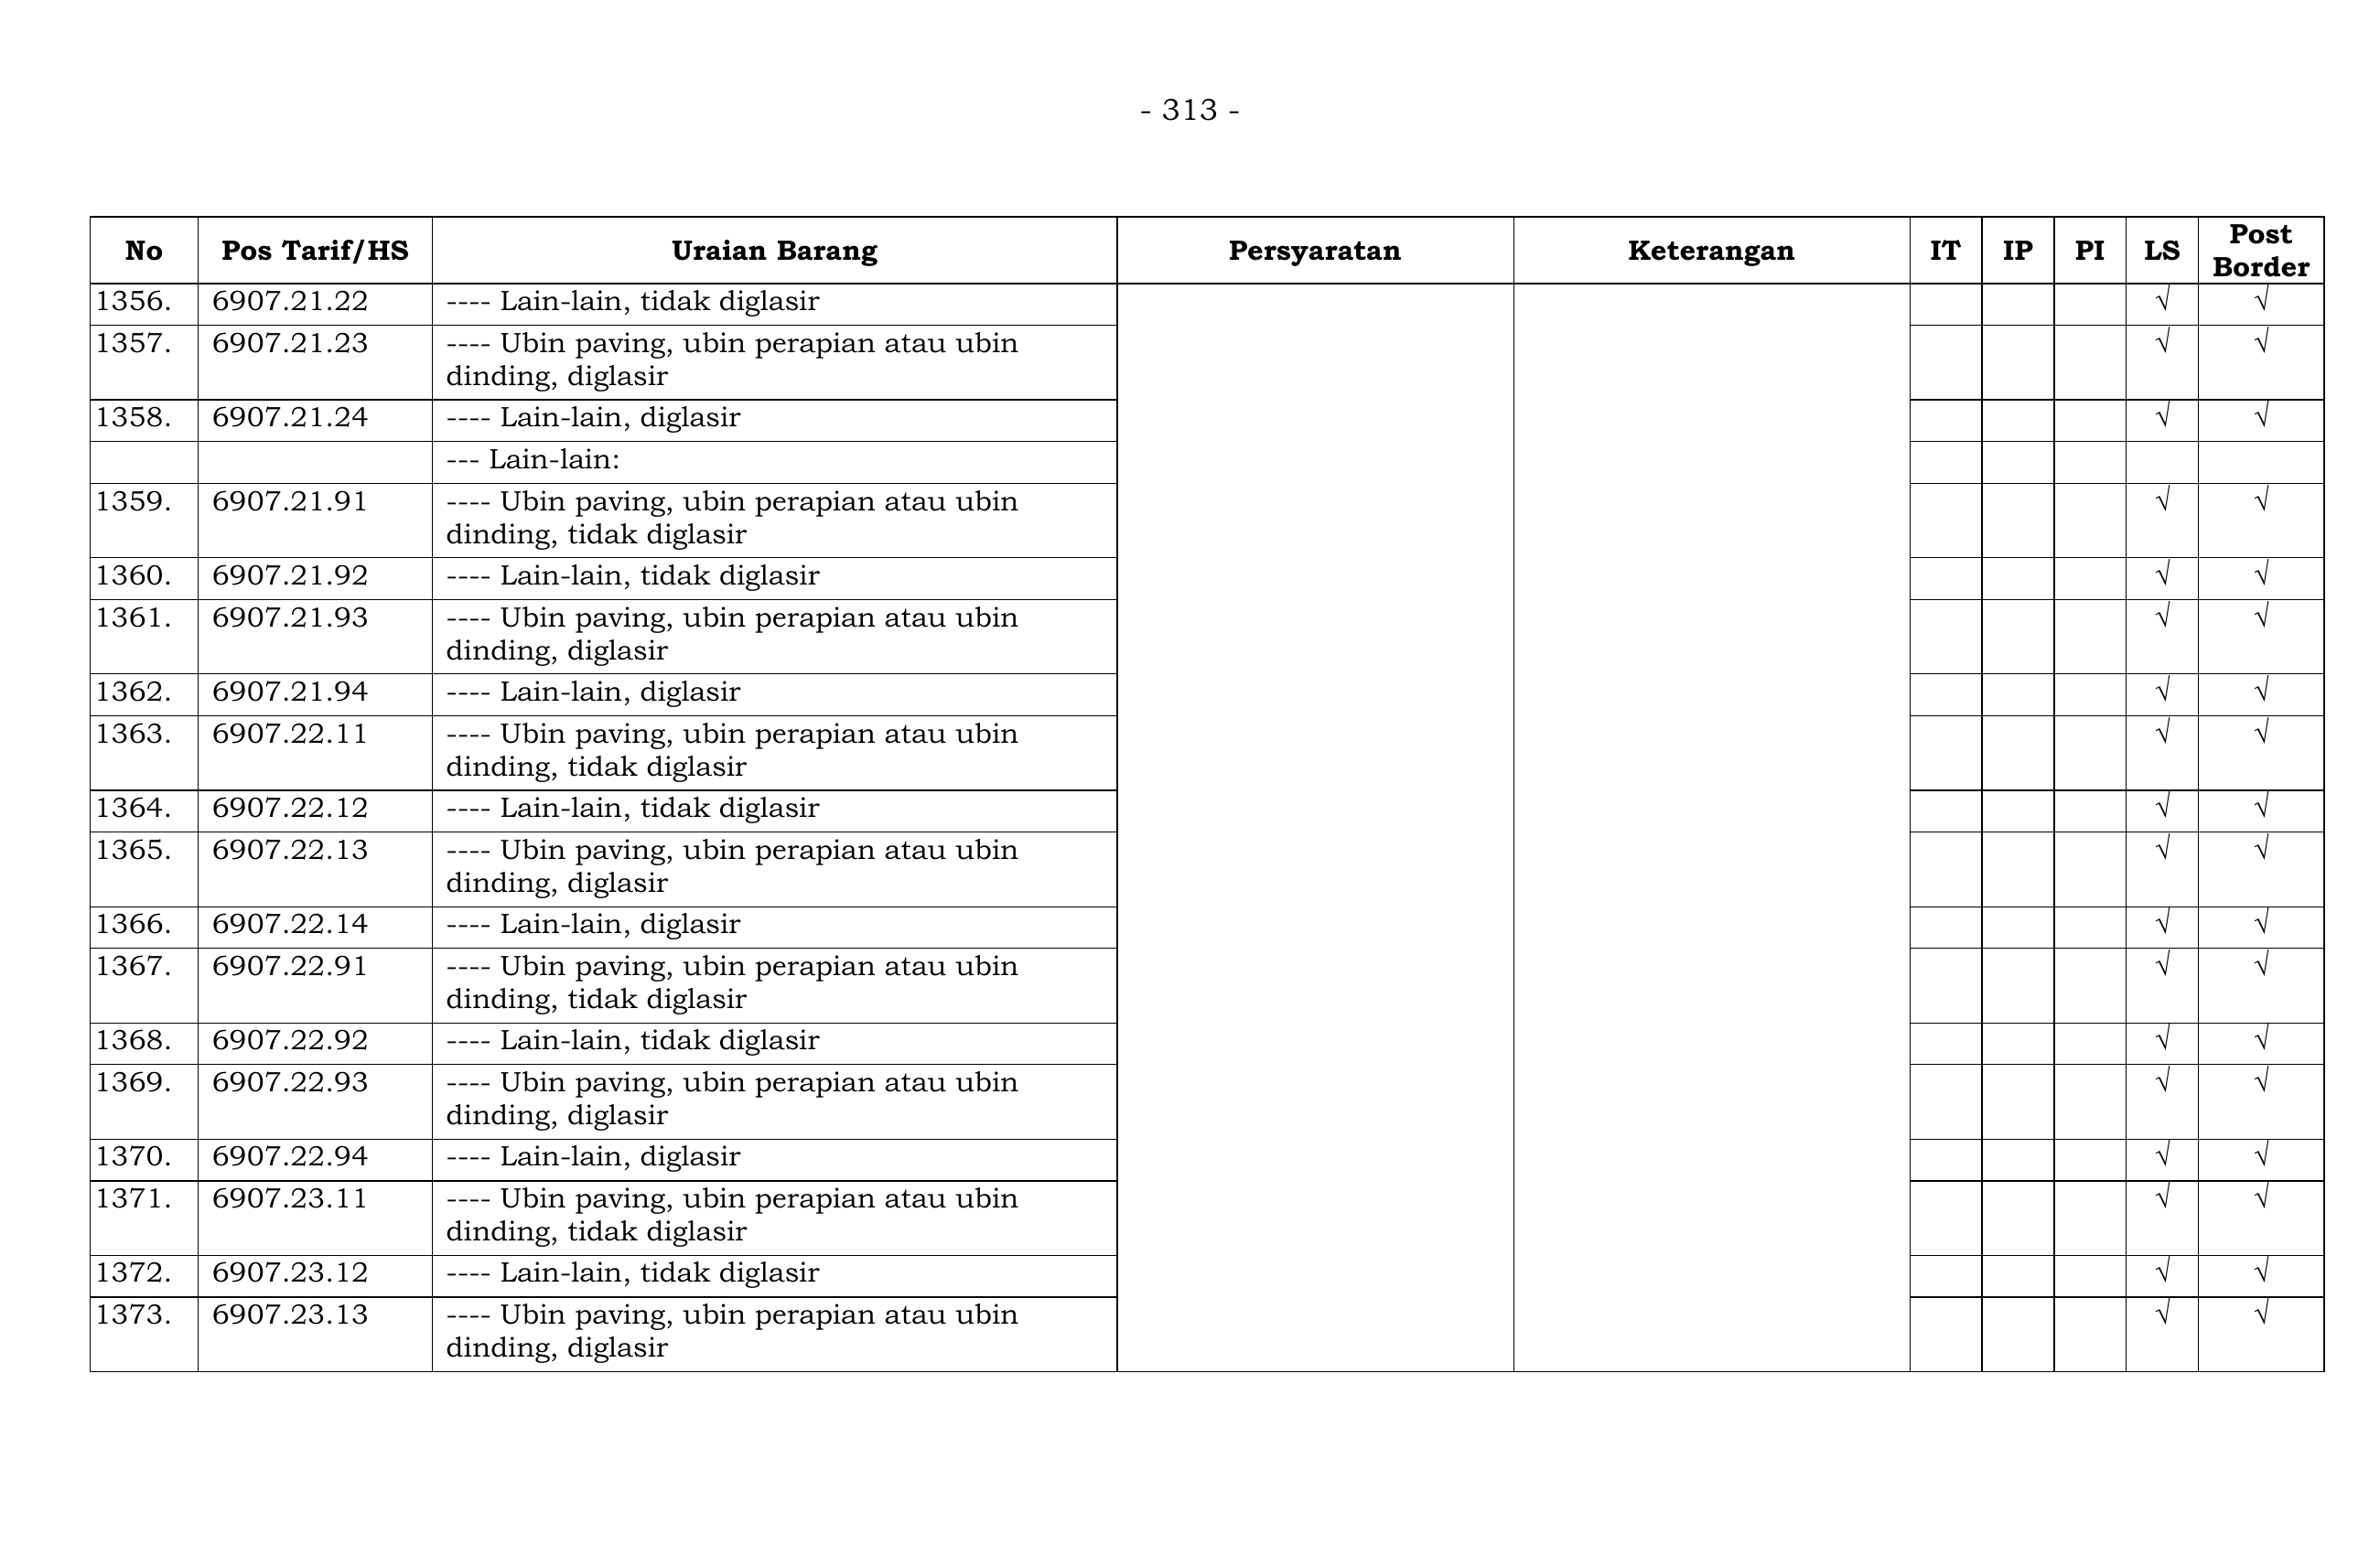 - 313 -
No Pos Tarif/HS Uraian Barang Persyaratan Keterangan IT IP PI LS Post Border
1356. 6907.21.22 ---- Lain-lain, tidak diglasir √ √
1357. 6907.21.23 ---- Ubin paving, ubin perapian atau ubin √ √
dinding, diglasir
1358. 6907.21.24 ---- Lain-lain, diglasir √ √
--- Lain-lain:
1359. 6907.21.91 ---- Ubin paving, ubin perapian atau ubin √ √
dinding, tidak diglasir
1360. 6907.21.92 ---- Lain-lain, tidak diglasir √ √
1361. 6907.21.93 ---- Ubin paving, ubin perapian atau ubin √ √
dinding, diglasir
1362. 6907.21.94 ---- Lain-lain, diglasir √ √
1363. 6907.22.11 ---- Ubin paving, ubin perapian atau ubin √ √
dinding, tidak diglasir
1364. 6907.22.12 ---- Lain-lain, tidak diglasir √ √
1365. 6907.22.13 ---- Ubin paving, ubin perapian atau ubin √ √
dinding, diglasir
1366. 6907.22.14 ---- Lain-lain, diglasir √ √
1367. 6907.22.91 ---- Ubin paving, ubin perapian atau ubin √ √
dinding, tidak diglasir
1368. 6907.22.92 ---- Lain-lain, tidak diglasir √ √
1369. 6907.22.93 ---- Ubin paving, ubin perapian atau ubin √ √
dinding, diglasir
1370. 6907.22.94 ---- Lain-lain, diglasir √ √
1371. 6907.23.11 ---- Ubin paving, ubin perapian atau ubin √ √
dinding, tidak diglasir
1372. 6907.23.12 ---- Lain-lain, tidak diglasir √ √
1373. 6907.23.13 ---- Ubin paving, ubin perapian atau ubin √ √
dinding, diglasir